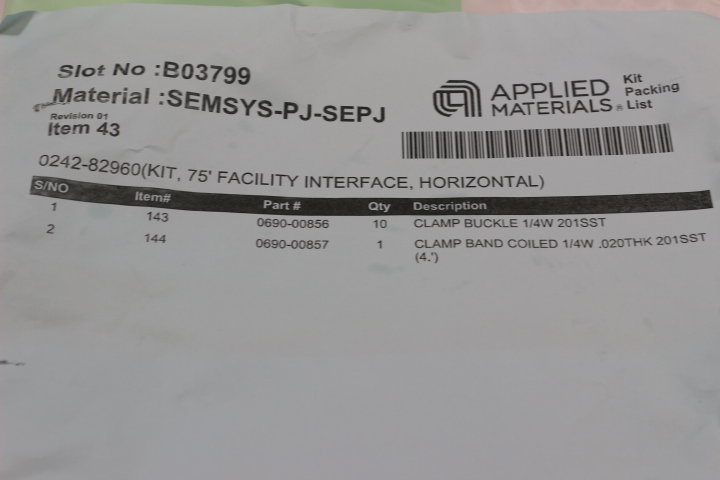 Slot No :B03799
Material :SEMSYS-PJ-SEPJ
Revision 01
Item 43
APPLIED MATERIALS®
Kit Packing List
0242-82960(KIT, 75' FACILITY INTERFACE, HORIZONTAL)
S/NO Item# Part # Qty Description
1 143 0690-00856 10 CLAMP BUCKLE 1/4W 201SST
2 144 0690-00857 1 CLAMP BAND COILED 1/4W .020THK 201SST
(4.')